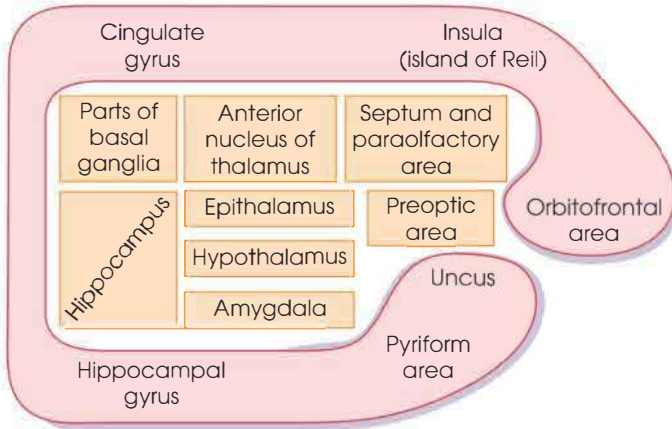 Cingulate
gyrus
Insula
(island of Reil)
Parts of
basal
ganglia
Anterior
nucleus of
thalamus
Septum and
paraolfactory
area
Hippocampus
Epithalamus
Preoptic
area
Orbitofrontal
area
Hypothalamus
Uncus
Amygdala
Pyriform
area
Hippocampal
gyrus